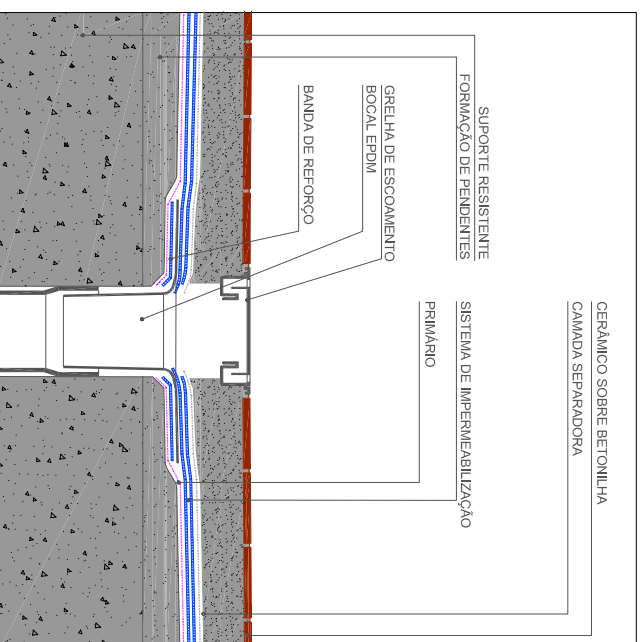 SUPORTE RESISTENTE
FORMAÇÃO DE PENDENTES
GRELHA DE ESCOAMENTO
BOCAL EPDM
BANDA DE REFORÇO
CERÂMICO SOBRE BETONILHA
CAMADA SEPARADORA
SISTEMA DE IMPERMEABILIZAÇÃO
PRIMÁRIO